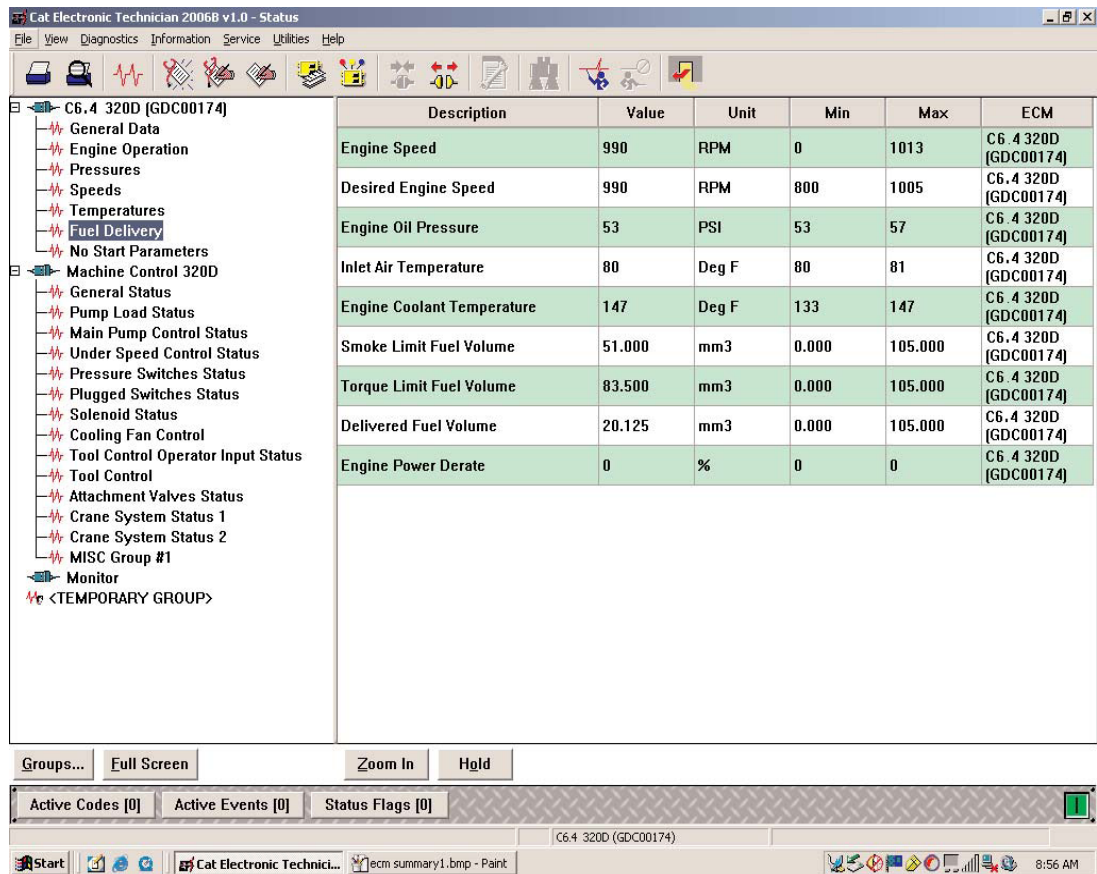 Cat Electronic Technician 2006B v1.0 - Status
File View Diagnostics Information Service Utilities Help
C6.4 320D (GDC00174)
General Data
Engine Operation
Pressures
Speeds
Temperatures
Fuel Delivery
No Start Parameters
Machine Control 320D
General Status
Pump Load Status
Main Pump Control Status
Under Speed Control Status
Pressure Switches Status
Plugged Switches Status
Solenoid Status
Cooling Fan Control
Tool Control Operator Input Status
Tool Control
Attachment Valves Status
Crane System Status 1
Crane System Status 2
MISC Group #1
Monitor
<TEMPORARY GROUP>
Description Value Unit Min Max ECM
Engine Speed 990 RPM 0 1013 C6.4 320D (GDC00174)
Desired Engine Speed 990 RPM 800 1005 C6.4 320D (GDC00174)
Engine Oil Pressure 53 PSI 53 57 C6.4 320D (GDC00174)
Inlet Air Temperature 80 Deg F 80 81 C6.4 320D (GDC00174)
Engine Coolant Temperature 147 Deg F 133 147 C6.4 320D (GDC00174)
Smoke Limit Fuel Volume 51.000 mm3 0.000 105.000 C6.4 320D (GDC00174)
Torque Limit Fuel Volume 83.500 mm3 0.000 105.000 C6.4 320D (GDC00174)
Delivered Fuel Volume 20.125 mm3 0.000 105.000 C6.4 320D (GDC00174)
Engine Power Derate 0 % 0 0 C6.4 320D (GDC00174)
Groups... Full Screen Zoom In Hold
Active Codes [0] Active Events [0] Status Flags [0]
C6.4 320D (GDC00174)
Start Cat Electronic Technici... ecm summary1.bmp - Paint 8:56 AM